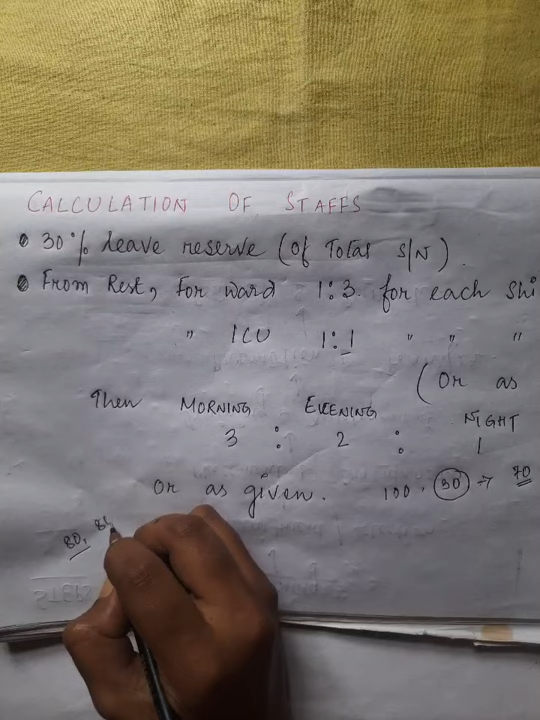 CALCULATION OF STAFFS
30% leave reserve (Of Total S/N).
From Rest, For ward 1:3 for each Shi
" ICU 1:1 " " "
(Or as
Then MORNING EVENING NIGHT
3 : 2 : 1
Or as given. 100. 30 → 70
80,